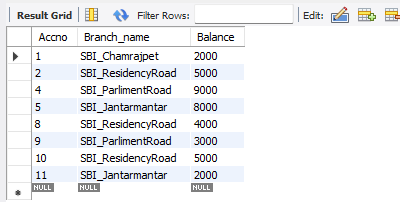 Result Grid Filter Rows: Edit:
Accno Branch_name Balance
1 SBI_Chamrajpet 2000
2 SBI_ResidencyRoad 5000
4 SBI_ParlimentRoad 9000
5 SBI_Jantarmantar 8000
8 SBI_ResidencyRoad 4000
9 SBI_ParlimentRoad 3000
10 SBI_ResidencyRoad 5000
11 SBI_Jantarmantar 2000
NULL NULL NULL